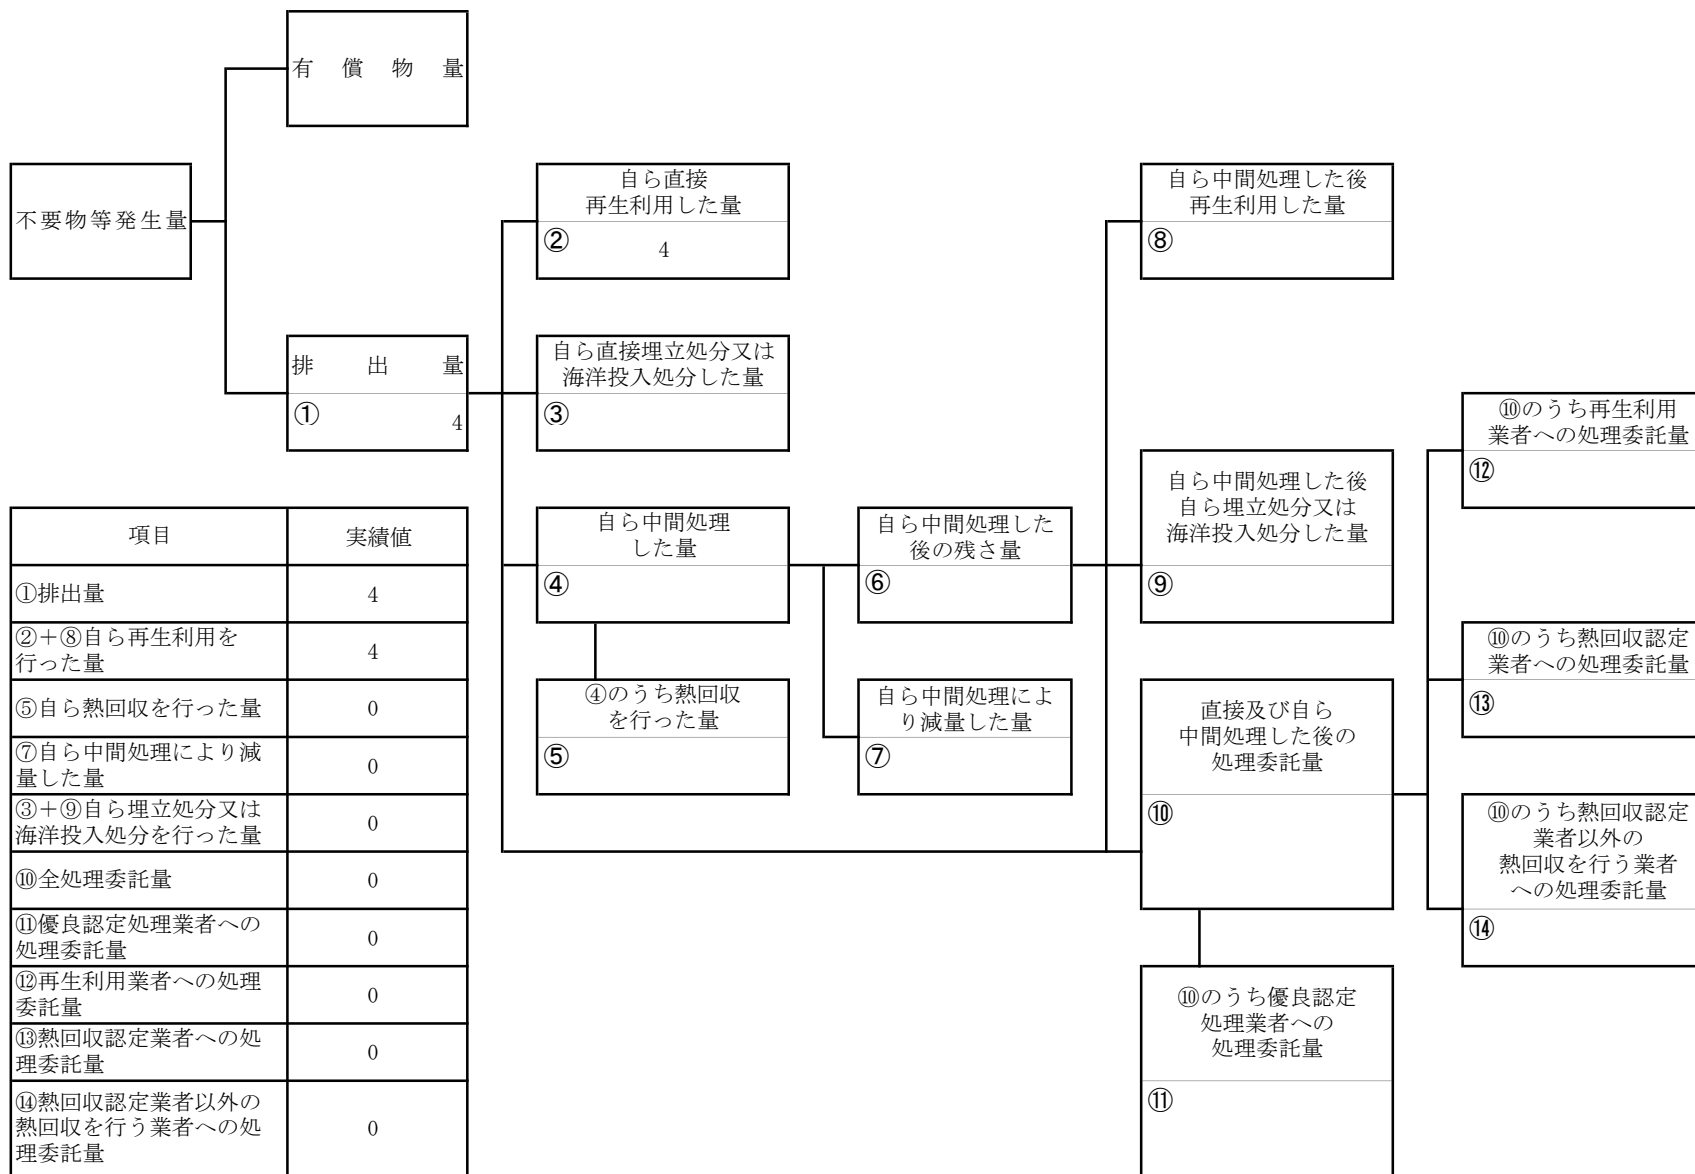 有償物量
不要物等発生量
排出量
①
4
自ら直接
再生利用した量
②
4
自ら直接埋立処分又は
海洋投入処分した量
③
自ら中間処理
した量
④
④のうち熱回収
を行った量
⑤
自ら中間処理した
後の残さ量
⑥
自ら中間処理によ
り減量した量
⑦
自ら中間処理した後
再生利用した量
⑧
自ら中間処理した後
自ら埋立処分又は
海洋投入処分した量
⑨
直接及び自ら
中間処理した後の
処理委託量
⑩
⑩のうち優良認定
処理業者への
処理委託量
⑪
⑩のうち再生利用
業者への処理委託量
⑫
⑩のうち熱回収認定
業者への処理委託量
⑬
⑩のうち熱回収認定
業者以外の
熱回収を行う業者
への処理委託量
⑭
項目 実績値
①排出量 4
②＋⑧自ら再生利用を
行った量 4
⑤自ら熱回収を行った量 0
⑦自ら中間処理により減
量した量 0
③＋⑨自ら埋立処分又は
海洋投入処分を行った量 0
⑩全処理委託量 0
⑪優良認定処理業者への
処理委託量 0
⑫再生利用業者への処理
委託量 0
⑬熱回収認定業者への処
理委託量 0
⑭熱回収認定業者以外の
熱回収を行う業者への処 0
理委託量